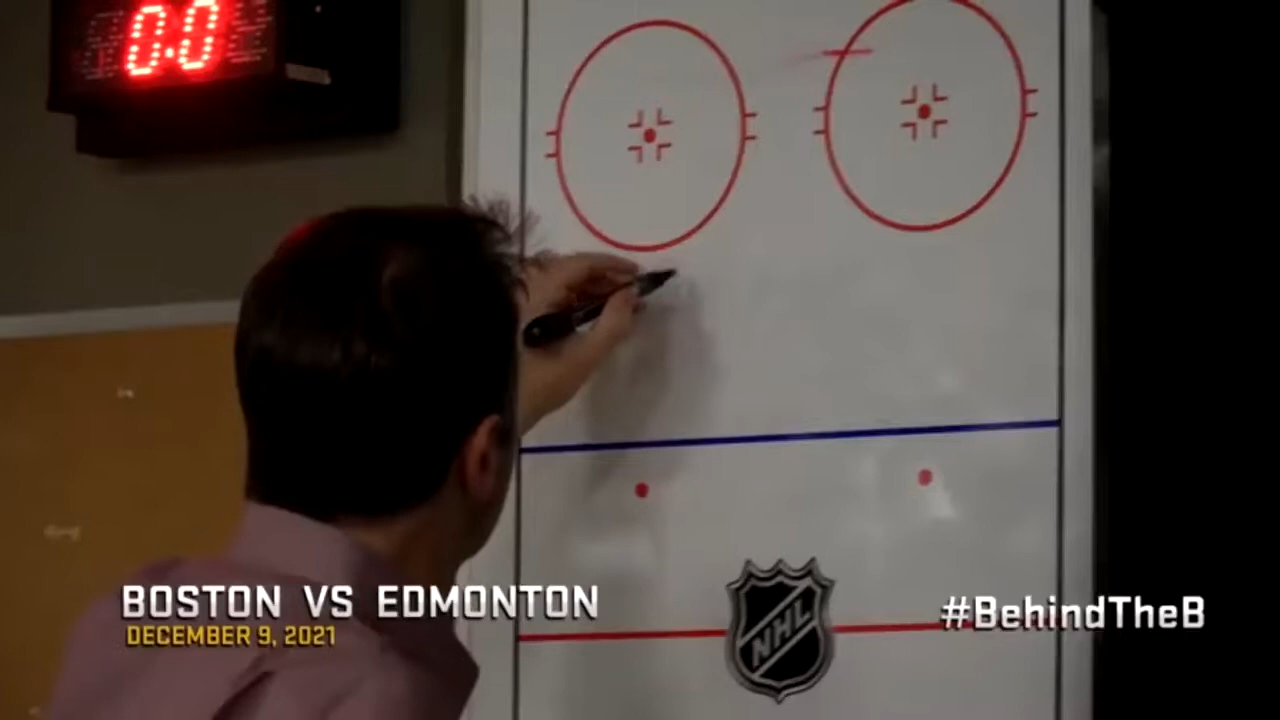 0:0
NHL
BOSTON VS EDMONTON
DECEMBER 9, 2021
#BehindTheB